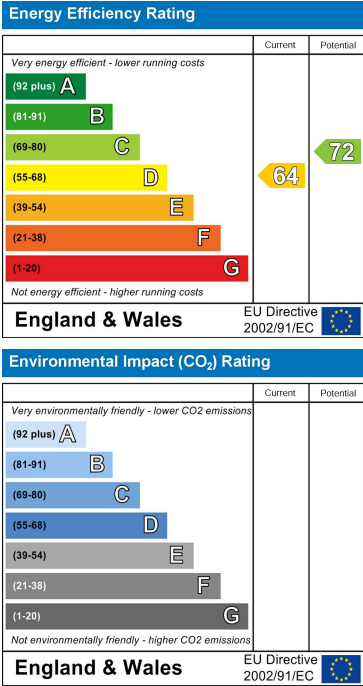 Energy Efficiency Rating
Current Potential
Very energy efficient - lower running costs
(92 plus) A
(81-91) B
(69-80) C
72
(55-68) D
64
(39-54) E
(21-38) F
(1-20) G
Not energy efficient - higher running costs
England & Wales
EU Directive
2002/91/EC
Environmental Impact (CO₂) Rating
Current Potential
Very environmentally friendly - lower CO2 emissions
(92 plus) A
(81-91) B
(69-80) C
(55-68) D
(39-54) E
(21-38) F
(1-20) G
Not environmentally friendly - higher CO2 emissions
England & Wales
EU Directive
2002/91/EC